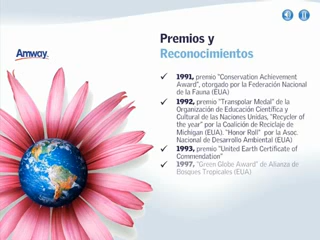 Premios y
Reconocimientos
Amway
1991, premio "Conservation Achievement
Award", otorgado por la Federación Nacional
de la Fauna (EUA)
1992, premio "Transpolar Medal" de la
Organización de Educación Científica y
Cultural de las Naciones Unidas, "Recycler of
the year" por la Coalición de Reciclaje de
Michigan (EUA). "Honor Roll" por la Asoc.
Nacional de Desarrollo Ambiental (EUA)
1993, premio "United Earth Certificate of
Commendation"
1997, "Green Globe Award" de Alianza de
Bosques Tropicales (EUA)